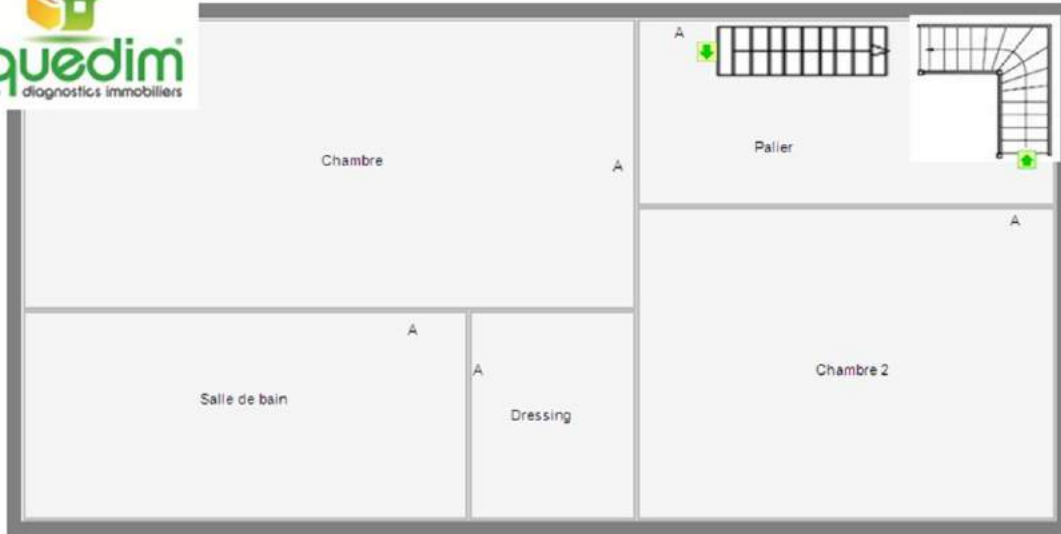 quedim
diagnostics immobiliers
A
Chambre
A
Palier
A
A
Salle de bain
A
Dressing
Chambre 2